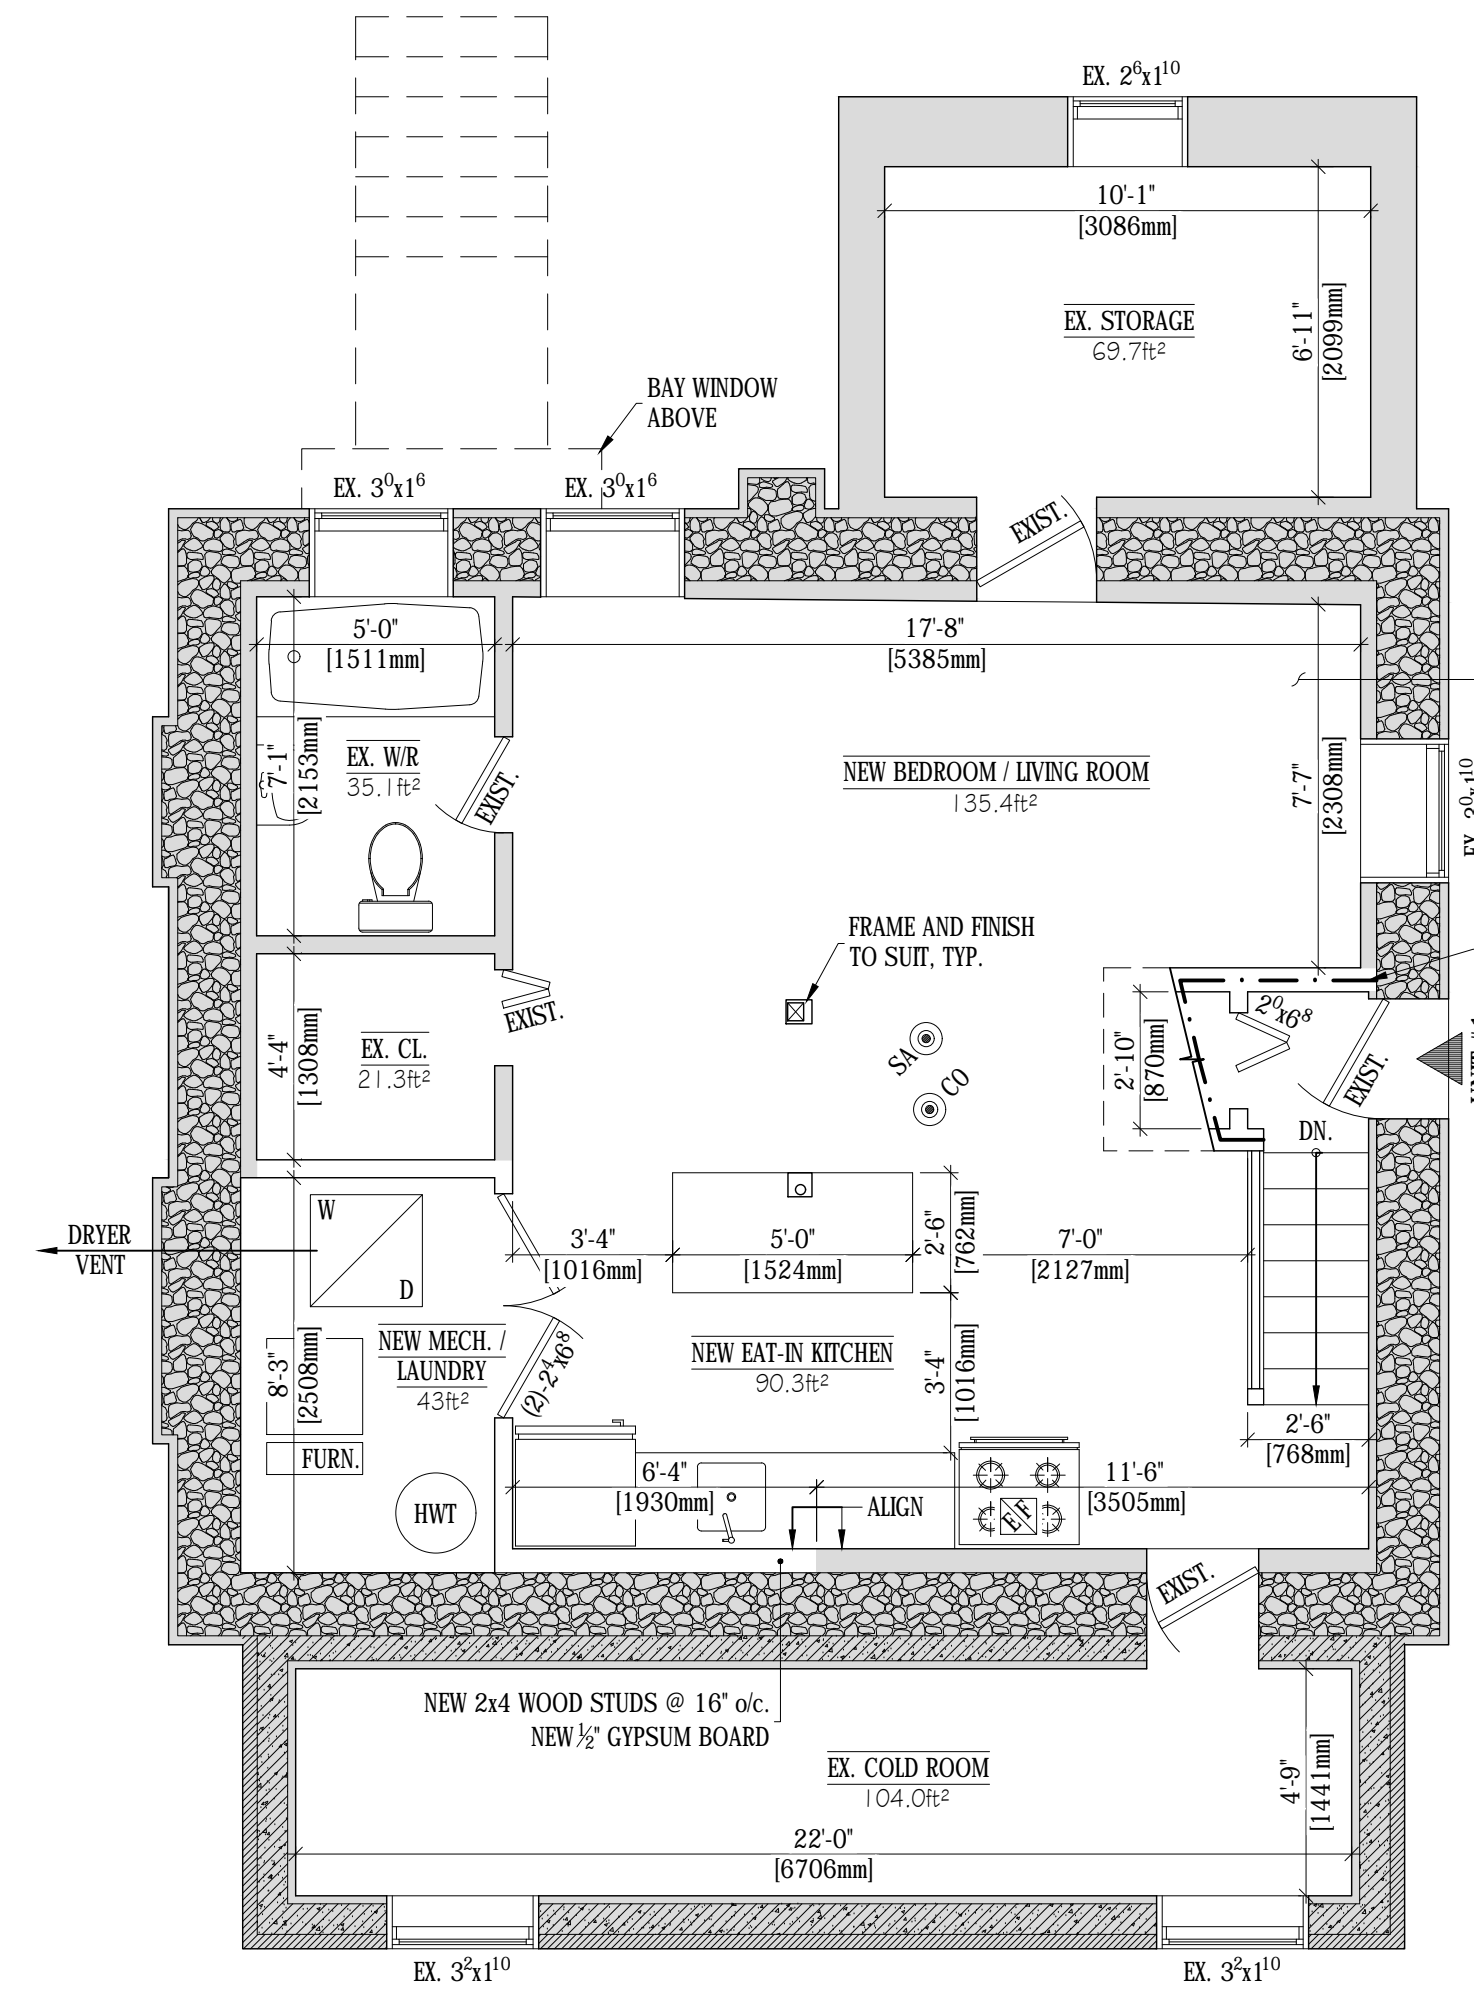 EX. 2⁶x1¹⁰
10'-1"
[3086mm]
EX. STORAGE
69.7ft²
6'-11"
[2099mm]
BAY WINDOW
ABOVE
EX. 3⁰x1⁶
EX. 3⁰x1⁶
EXIST.
5'-0"
[1511mm]
17'-8"
[5385mm]
EX. W/R
35.1ft²
7'-1"
[2153mm]
EXIST.
NEW BEDROOM / LIVING ROOM
135.4ft²
7'-7"
[2308mm]
FRAME AND FINISH
TO SUIT, TYP.
EXIST.
EX. CL.
21.3ft²
4'-4"
[1308mm]
SA
CO
2'-10"
[870mm]
2⁰x6⁸
EXIST.
DN.
DRYER
VENT
W
D
3'-4"
[1016mm]
5'-0"
[1524mm]
2'-6"
[762mm]
7'-0"
[2127mm]
NEW MECH. /
LAUNDRY
43ft²
8'-3"
[2508mm]
(2)-2⁴x6⁸
NEW EAT-IN KITCHEN
90.3ft²
3'-4"
[1016mm]
2'-6"
[768mm]
FURN.
HWT
6'-4"
[1930mm]
ALIGN
E/F
11'-6"
[3505mm]
EXIST.
NEW 2x4 WOOD STUDS @ 16" o/c.
NEW ½" GYPSUM BOARD
EX. COLD ROOM
104.0ft²
4'-9"
[1441mm]
22'-0"
[6706mm]
EX. 3²x1¹⁰
EX. 3²x1¹⁰